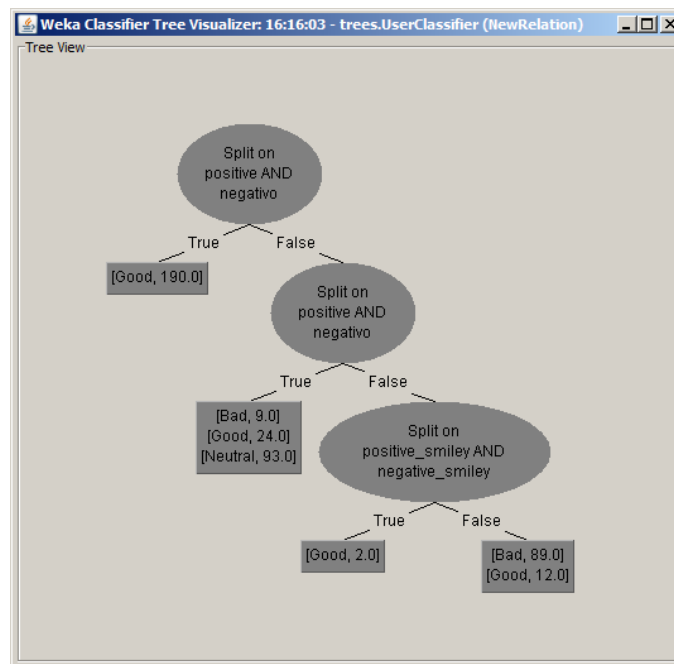 Weka Classifier Tree Visualizer: 16:16:03 - trees.UserClassifier (NewRelation)
Tree View
Split on
positive AND
negativo
True
False
[Good, 190.0]
Split on
positive AND
negativo
True
False
[Bad, 9.0]
[Good, 24.0]
[Neutral, 93.0]
Split on
positive_smiley AND
negative_smiley
True
False
[Good, 2.0]
[Bad, 89.0]
[Good, 12.0]